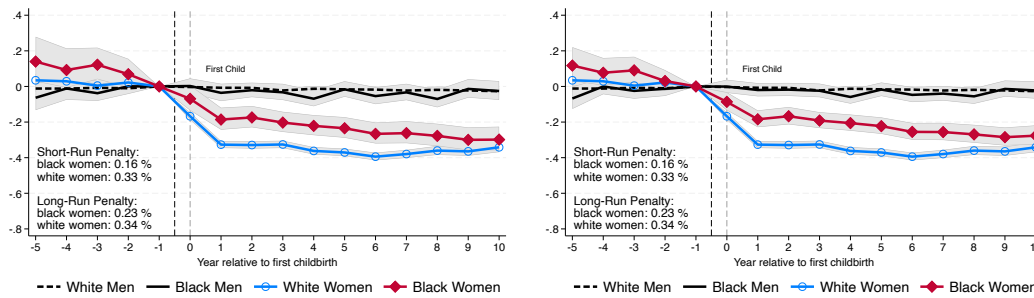 .4
.2
0
-.2
-.4
-.6
-.8
First Child
Short-Run Penalty:
black women: 0.16 %
white women: 0.33 %
Long-Run Penalty:
black women: 0.23 %
white women: 0.34 %
-5 -4 -3 -2 -1 0 1 2 3 4 5 6 7 8 9 10
Year relative to first childbirth
White Men Black Men White Women Black Women
.4
.2
0
-.2
-.4
-.6
-.8
First Child
Short-Run Penalty:
black women: 0.16 %
white women: 0.33 %
Long-Run Penalty:
black women: 0.23 %
white women: 0.34 %
-5 -4 -3 -2 -1 0 1 2 3 4 5 6 7 8 9 10
Year relative to first childbirth
White Men Black Men White Women Black Women